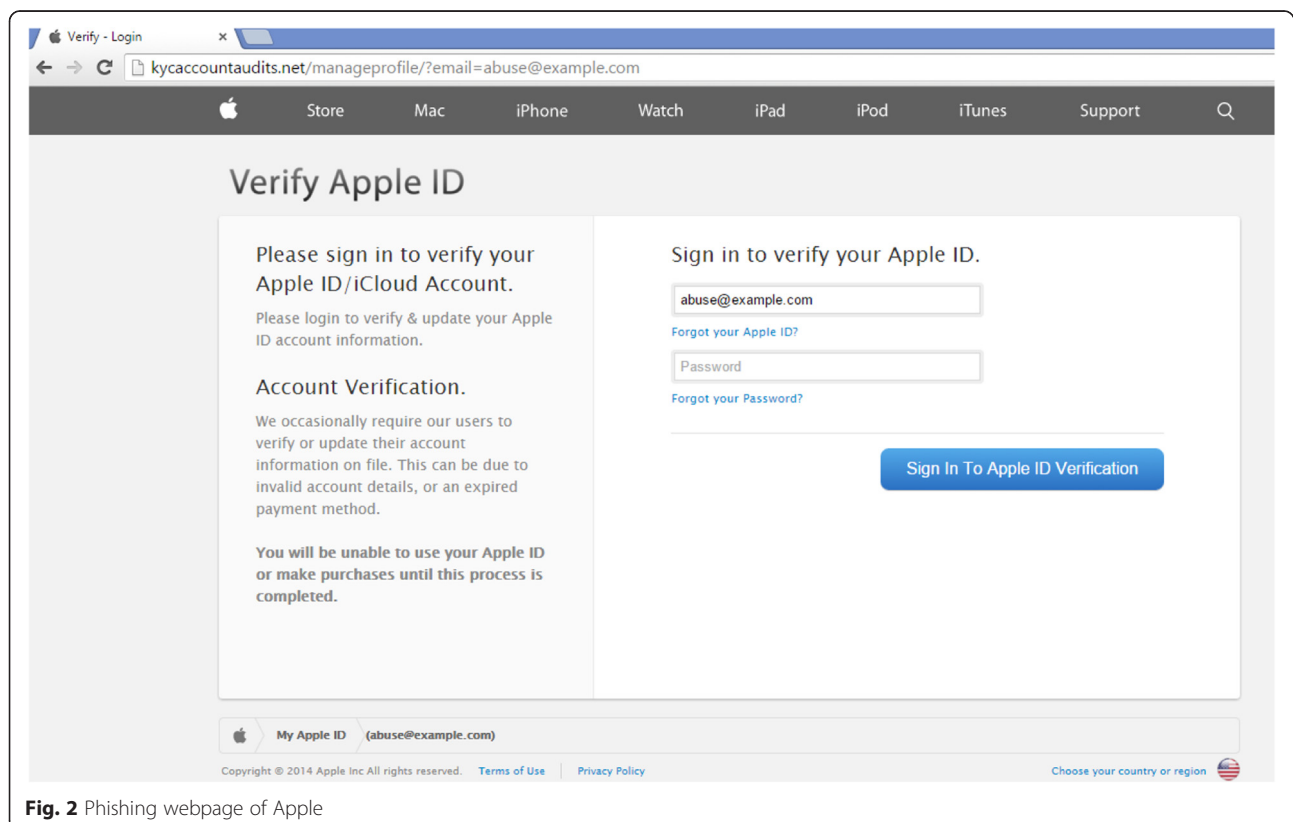 Verify - Login
kycaccountaudits.net/manageprofile/?email=abuse@example.com
Store Mac iPhone Watch iPad iPod iTunes Support
Verify Apple ID
Please sign in to verify your
Apple ID/iCloud Account.
Please login to verify & update your Apple
ID account information.
Account Verification.
We occasionally require our users to
verify or update their account
information on file. This can be due to
invalid account details, or an expired
payment method.
You will be unable to use your Apple ID
or make purchases until this process is
completed.
Sign in to verify your Apple ID.
abuse@example.com
Forgot your Apple ID?
Password
Forgot your Password?
Sign In To Apple ID Verification
My Apple ID (abuse@example.com)
Copyright © 2014 Apple Inc All rights reserved. Terms of Use Privacy Policy Choose your country or region
Fig. 2 Phishing webpage of Apple